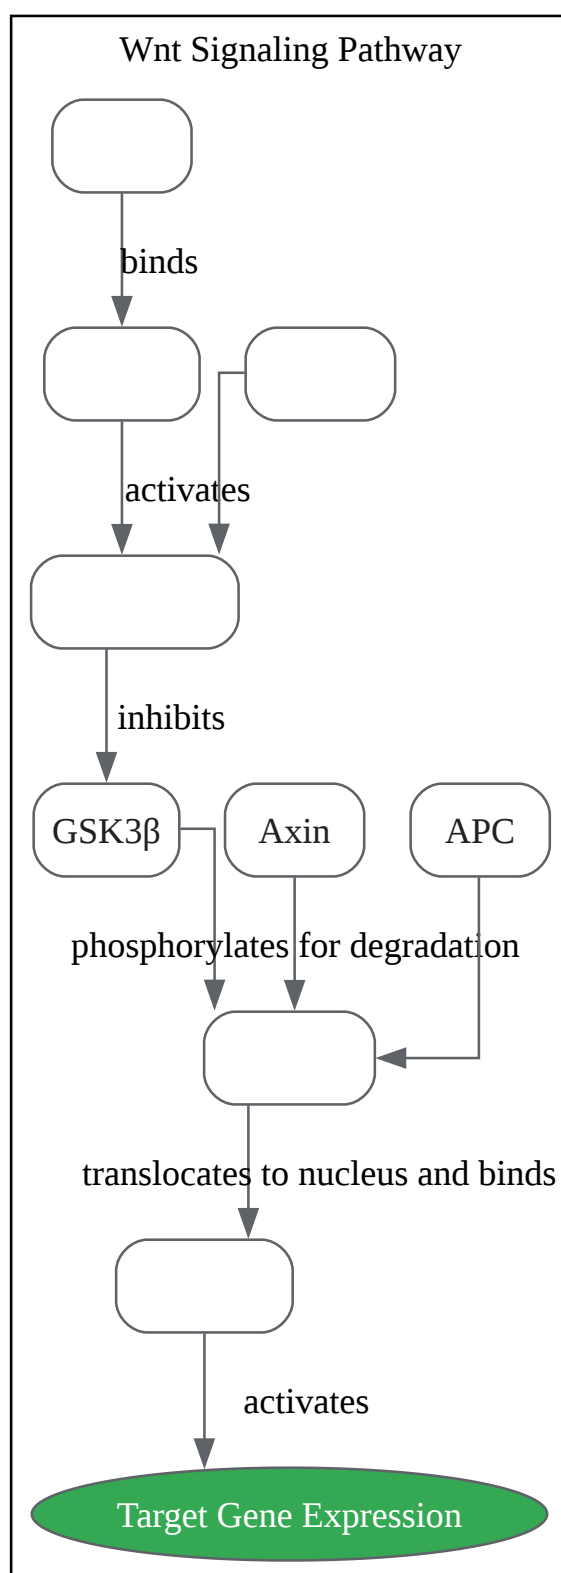 Wnt Signaling Pathway
binds
activates
inhibits
GSK3β
Axin
APC
phosphorylates for degradation
translocates to nucleus and binds
activates
Target Gene Expression